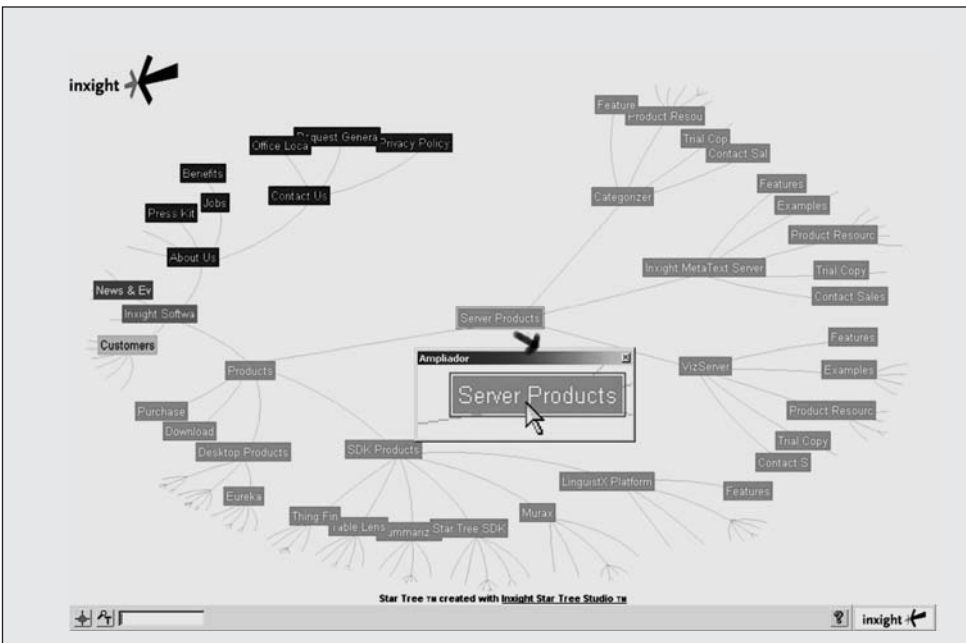 inxight
Feature
Product Resou
Trial Cop
Contact Sal
Categorizer
Request Genera
Office Loca
Privacy Policy
Contact Us
Benefits
Jobs
Press Kit
About Us
News & Ev
Inxight Softwa
Customers
Features
Examples
Product Resourc
Inxight MetaText Server
Trial Copy
Contact Sales
Server Products
Ampliador
Server Products
Features
VizServer
Examples
Product Resourc
Trial Copy
Contact S
Products
Purchase
Download
Desktop Products
Eureka
SDK Products
Thing Fin
Table Lens
ummariz
Star Tree SDK
Murax
LinguistX Platform
Features
Star Tree TM created with Inxight Star Tree Studio TM
inxight